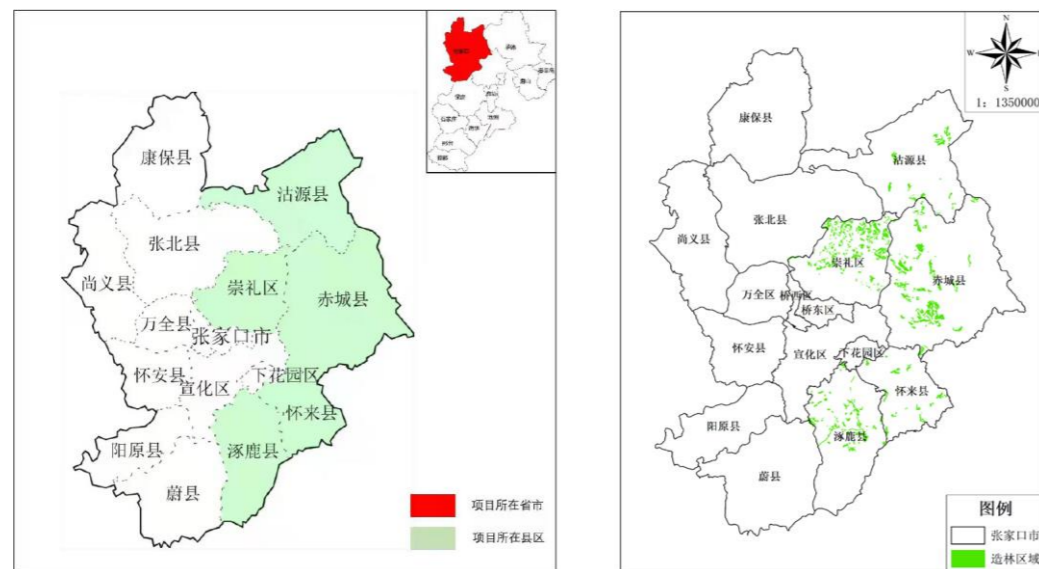 康保县
沽源县
张北县
尚义县
崇礼区
赤城县
万全县
张家口市
怀安县
宣化区
下花园区
怀来县
阳原县
涿鹿县
蔚县
项目所在省市
项目所在县区
N
W
S
1: 1350000
康保县
沽源县
张北县
尚义县
崇礼区
赤城县
万全区
桥西区
桥东区
怀安县
宣化区
下花园区
怀来县
阳原县
涿鹿县
蔚县
图例
张家口市
造林区域